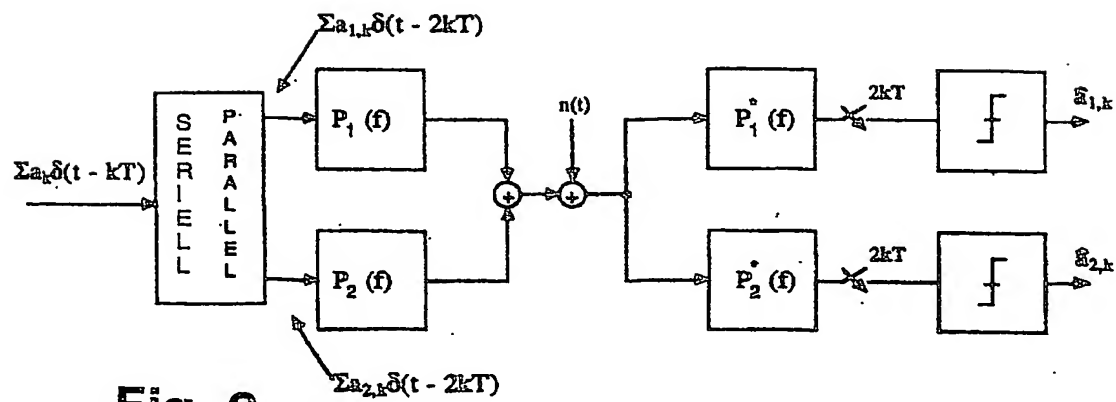 Σa₁,ₖδ(t - 2kT)
Σaₖδ(t - kT)
SERIELL
PARALLEL
P₁ (f)
P₂ (f)
n(t)
+
+
P₁* (f)
P₂* (f)
2kT
2kT
â₁,ₖ
â₂,ₖ
Σa₂,ₖδ(t - 2kT)